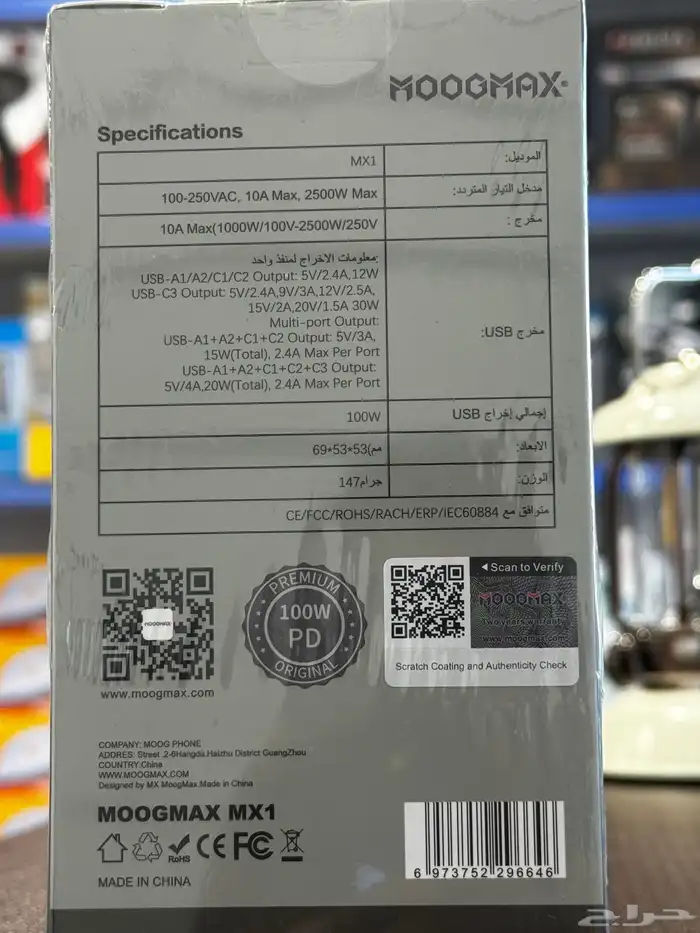 MOOGMAX
Specifications
الموديل: MX1
مدخل التيار المتردد: 100-250VAC, 10A Max, 2500W Max
مخرج : 10A Max(1000W/100V-2500W/250V
مخرج USB:
معلومات الاخراج لمنفذ واحد:
USB-A1/A2/C1/C2 Output: 5V/2.4A,12W
USB-C3 Output: 5V/2.4A,9V/3A,12V/2.5A,
15V/2A,20V/1.5A 30W
Multi-port Output:
USB-A1+A2+C1+C2 Output: 5V/3A,
15W(Total), 2.4A Max Per Port
USB-A1+A2+C1+C2+C3 Output:
5V/4A,20W(Total), 2.4A Max Per Port
إجمالي إخراج USB 100W
الابعاد: 69*53*53(مم
الوزن: 147جرام
متوافق مع CE/FCC/ROHS/RACH/ERP/IEC60884
MOOGMAX
www.moogmax.com
PREMIUM
100W
PD
ORIGINAL
Scan to Verify
MOOGMAX
Two years warranty
www.moogmax.com
Scratch Coating and Authenticity Check
COMPANY: MOOG PHONE
ADDRES: Street .2-6Hangda.Haizhu District GuangZhou
COUNTRY:China
WWW.MOOGMAX.COM
Designed by MX MoogMax.Made in China
MOOGMAX MX1
RoHS CE FC
MADE IN CHINA
6 973752 296646
حراج